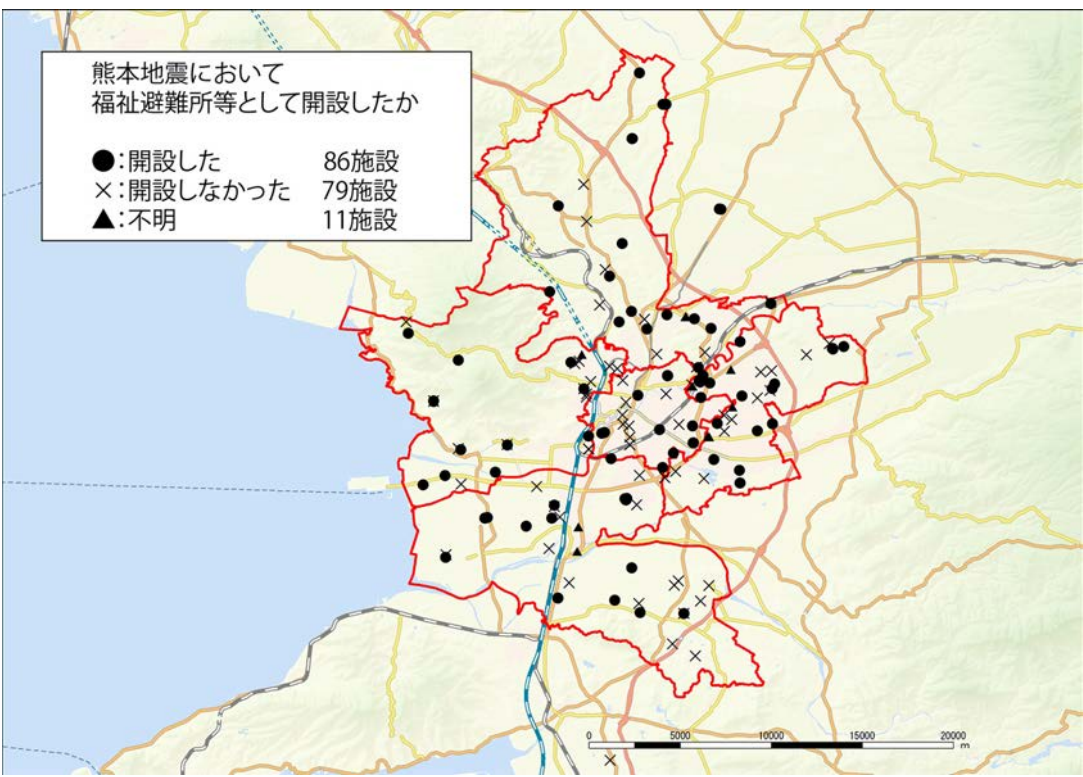 熊本地震において
福祉避難所等として開設したか
●:開設した 86施設
×:開設しなかった 79施設
▲:不明 11施設
0 5000 10000 15000 20000
m